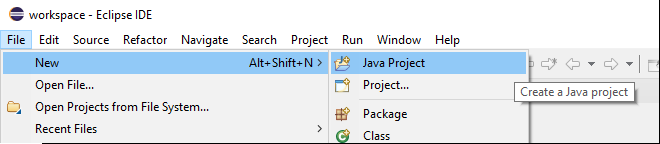 workspace - Eclipse IDE
File Edit Source Refactor Navigate Search Project Run Window Help
New Alt+Shift+N Java Project
Open File... Project...
Create a Java project
Open Projects from File System... Package
Recent Files Class